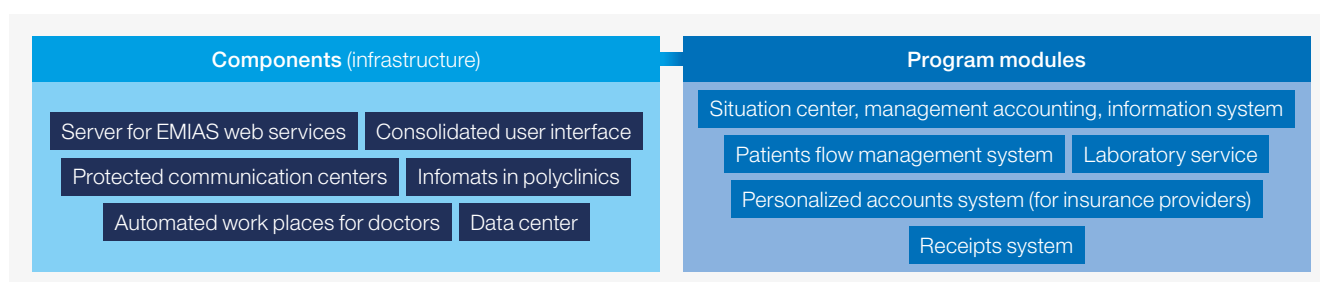 Components (infrastructure)
Server for EMIAS web services
Consolidated user interface
Protected communication centers
Infomats in polyclinics
Automated work places for doctors
Data center
Program modules
Situation center, management accounting, information system
Patients flow management system
Laboratory service
Personalized accounts system (for insurance providers)
Receipts system